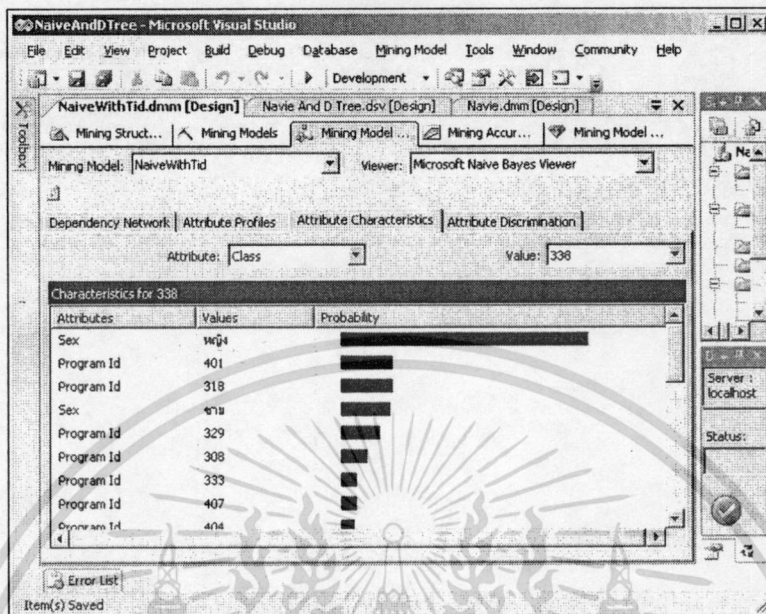 NaiveAndDTree - Microsoft Visual Studio
File Edit View Project Build Debug Database Mining Model Tools Window Community Help
Development
Toolbox
NaiveWithTid.dmm [Design] Navie And D Tree.dsv [Design] Navie.dmm [Design]
Mining Struct... Mining Models Mining Model ... Mining Accur... Mining Model ...
Mining Model: NaiveWithTid Viewer: Microsoft Naive Bayes Viewer
Dependency Network Attribute Profiles Attribute Characteristics Attribute Discrimination
Attribute: Class Value: 338
Characteristics for 338
Attributes Values Probability
Sex หญิง
Program Id 401
Program Id 318
Sex ชาย
Program Id 329
Program Id 308
Program Id 333
Program Id 407
Program Id 404
Server :
localhost
Status:
Error List
Item(s) Saved